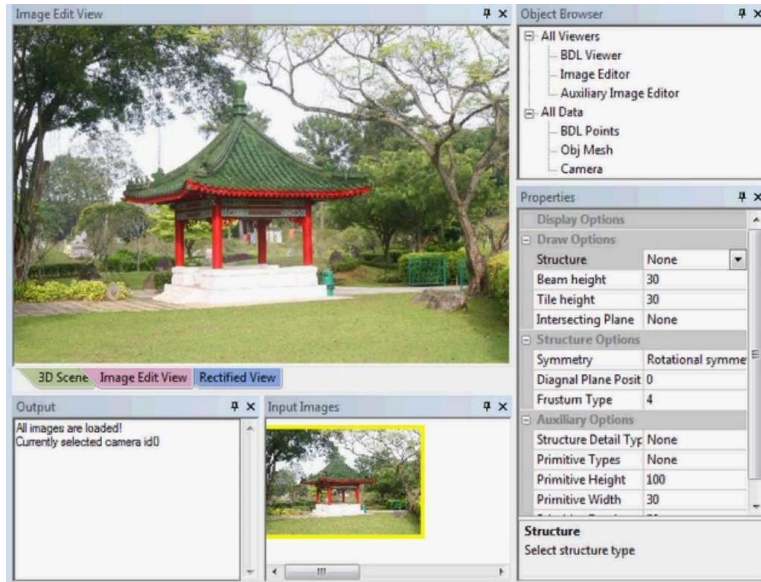 Image Edit View
Object Browser
All Viewers
BDL Viewer
Image Editor
Auxiliary Image Editor
All Data
BDL Points
Obj Mesh
Camera
Properties
Display Options
Draw Options
Structure None
Beam height 30
Tile height 30
Intersecting Plane None
Structure Options
Symmetry Rotational symme
Diagnal Plane Posit 0
Frustum Type 4
Auxiliary Options
Structure Detail Typ None
Primitive Types None
Primitive Height 100
Primitive Width 30
Structure
Select structure type
3D Scene Image Edit View Rectified View
Output
All images are loaded!
Currently selected camera id0
Input Images